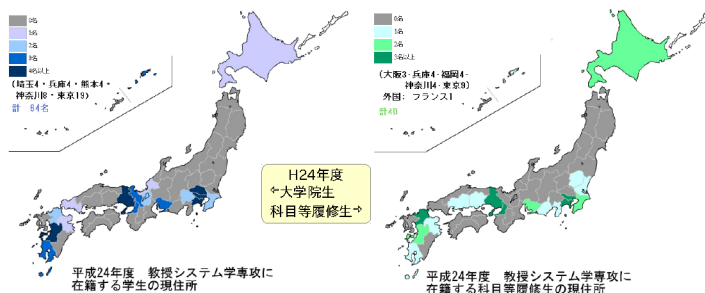 0名
1名
2名
3名
4名以上
(埼玉4・兵庫4・熊本4・
神奈川8・東京19)
計 64名
0名
1名
2名
3名以上
(大阪3・兵庫4・福岡4・
神奈川4・東京9)
外国: フランス1
計40
H24年度
⇦大学院生
科目等履修生⇨
平成24年度 教授システム学専攻に
在籍する学生の現住所
平成24年度 教授システム学専攻に
在籍する科目等履修生の現住所